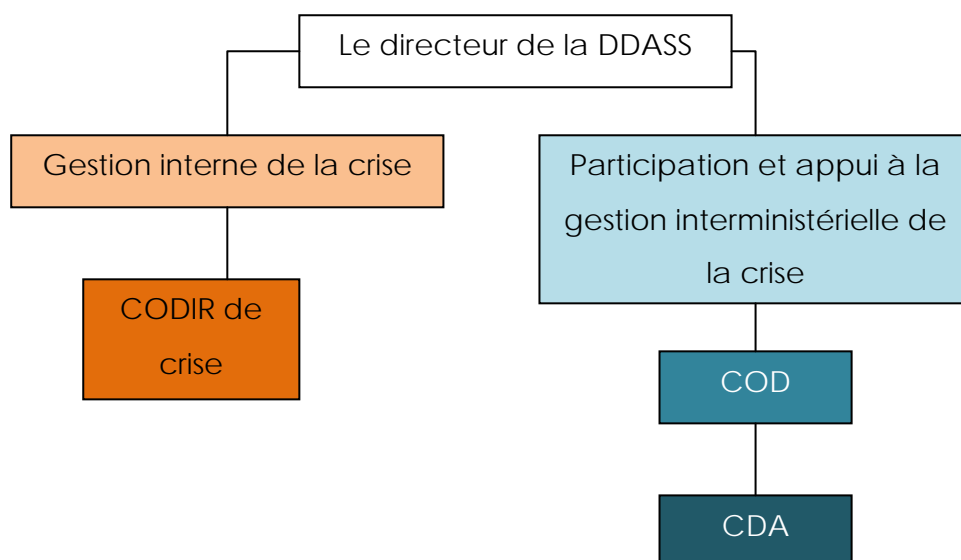 Le directeur de la DDASS
Gestion interne de la crise
Participation et appui à la
gestion interministérielle de
la crise
CODIR de
crise
COD
CDA